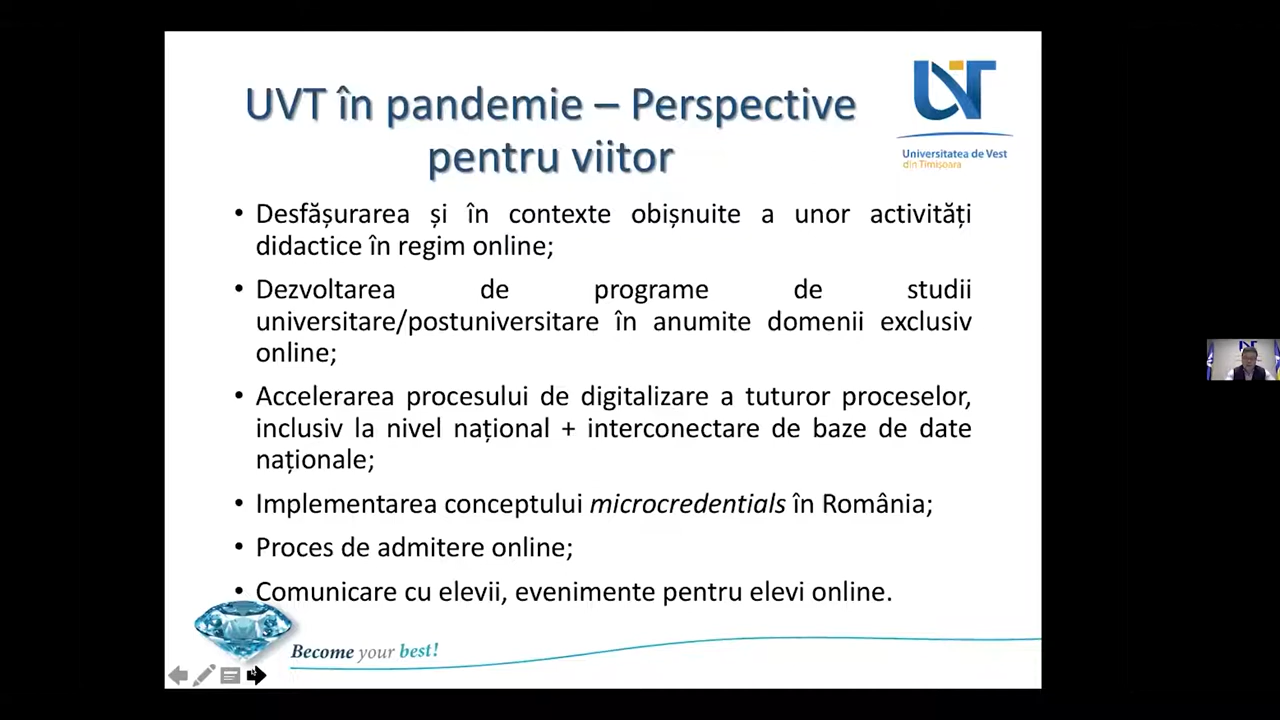 UVT în pandemie – Perspective
pentru viitor
UVT
Universitatea de Vest
din Timișoara
• Desfășurarea și în contexte obișnuite a unor activități
didactice în regim online;
• Dezvoltarea de programe de studii
universitare/postuniversitare în anumite domenii exclusiv
online;
• Accelerarea procesului de digitalizare a tuturor proceselor,
inclusiv la nivel național + interconectare de baze de date
naționale;
• Implementarea conceptului microcredentials în România;
• Proces de admitere online;
• Comunicare cu elevii, evenimente pentru elevi online.
Become your best!